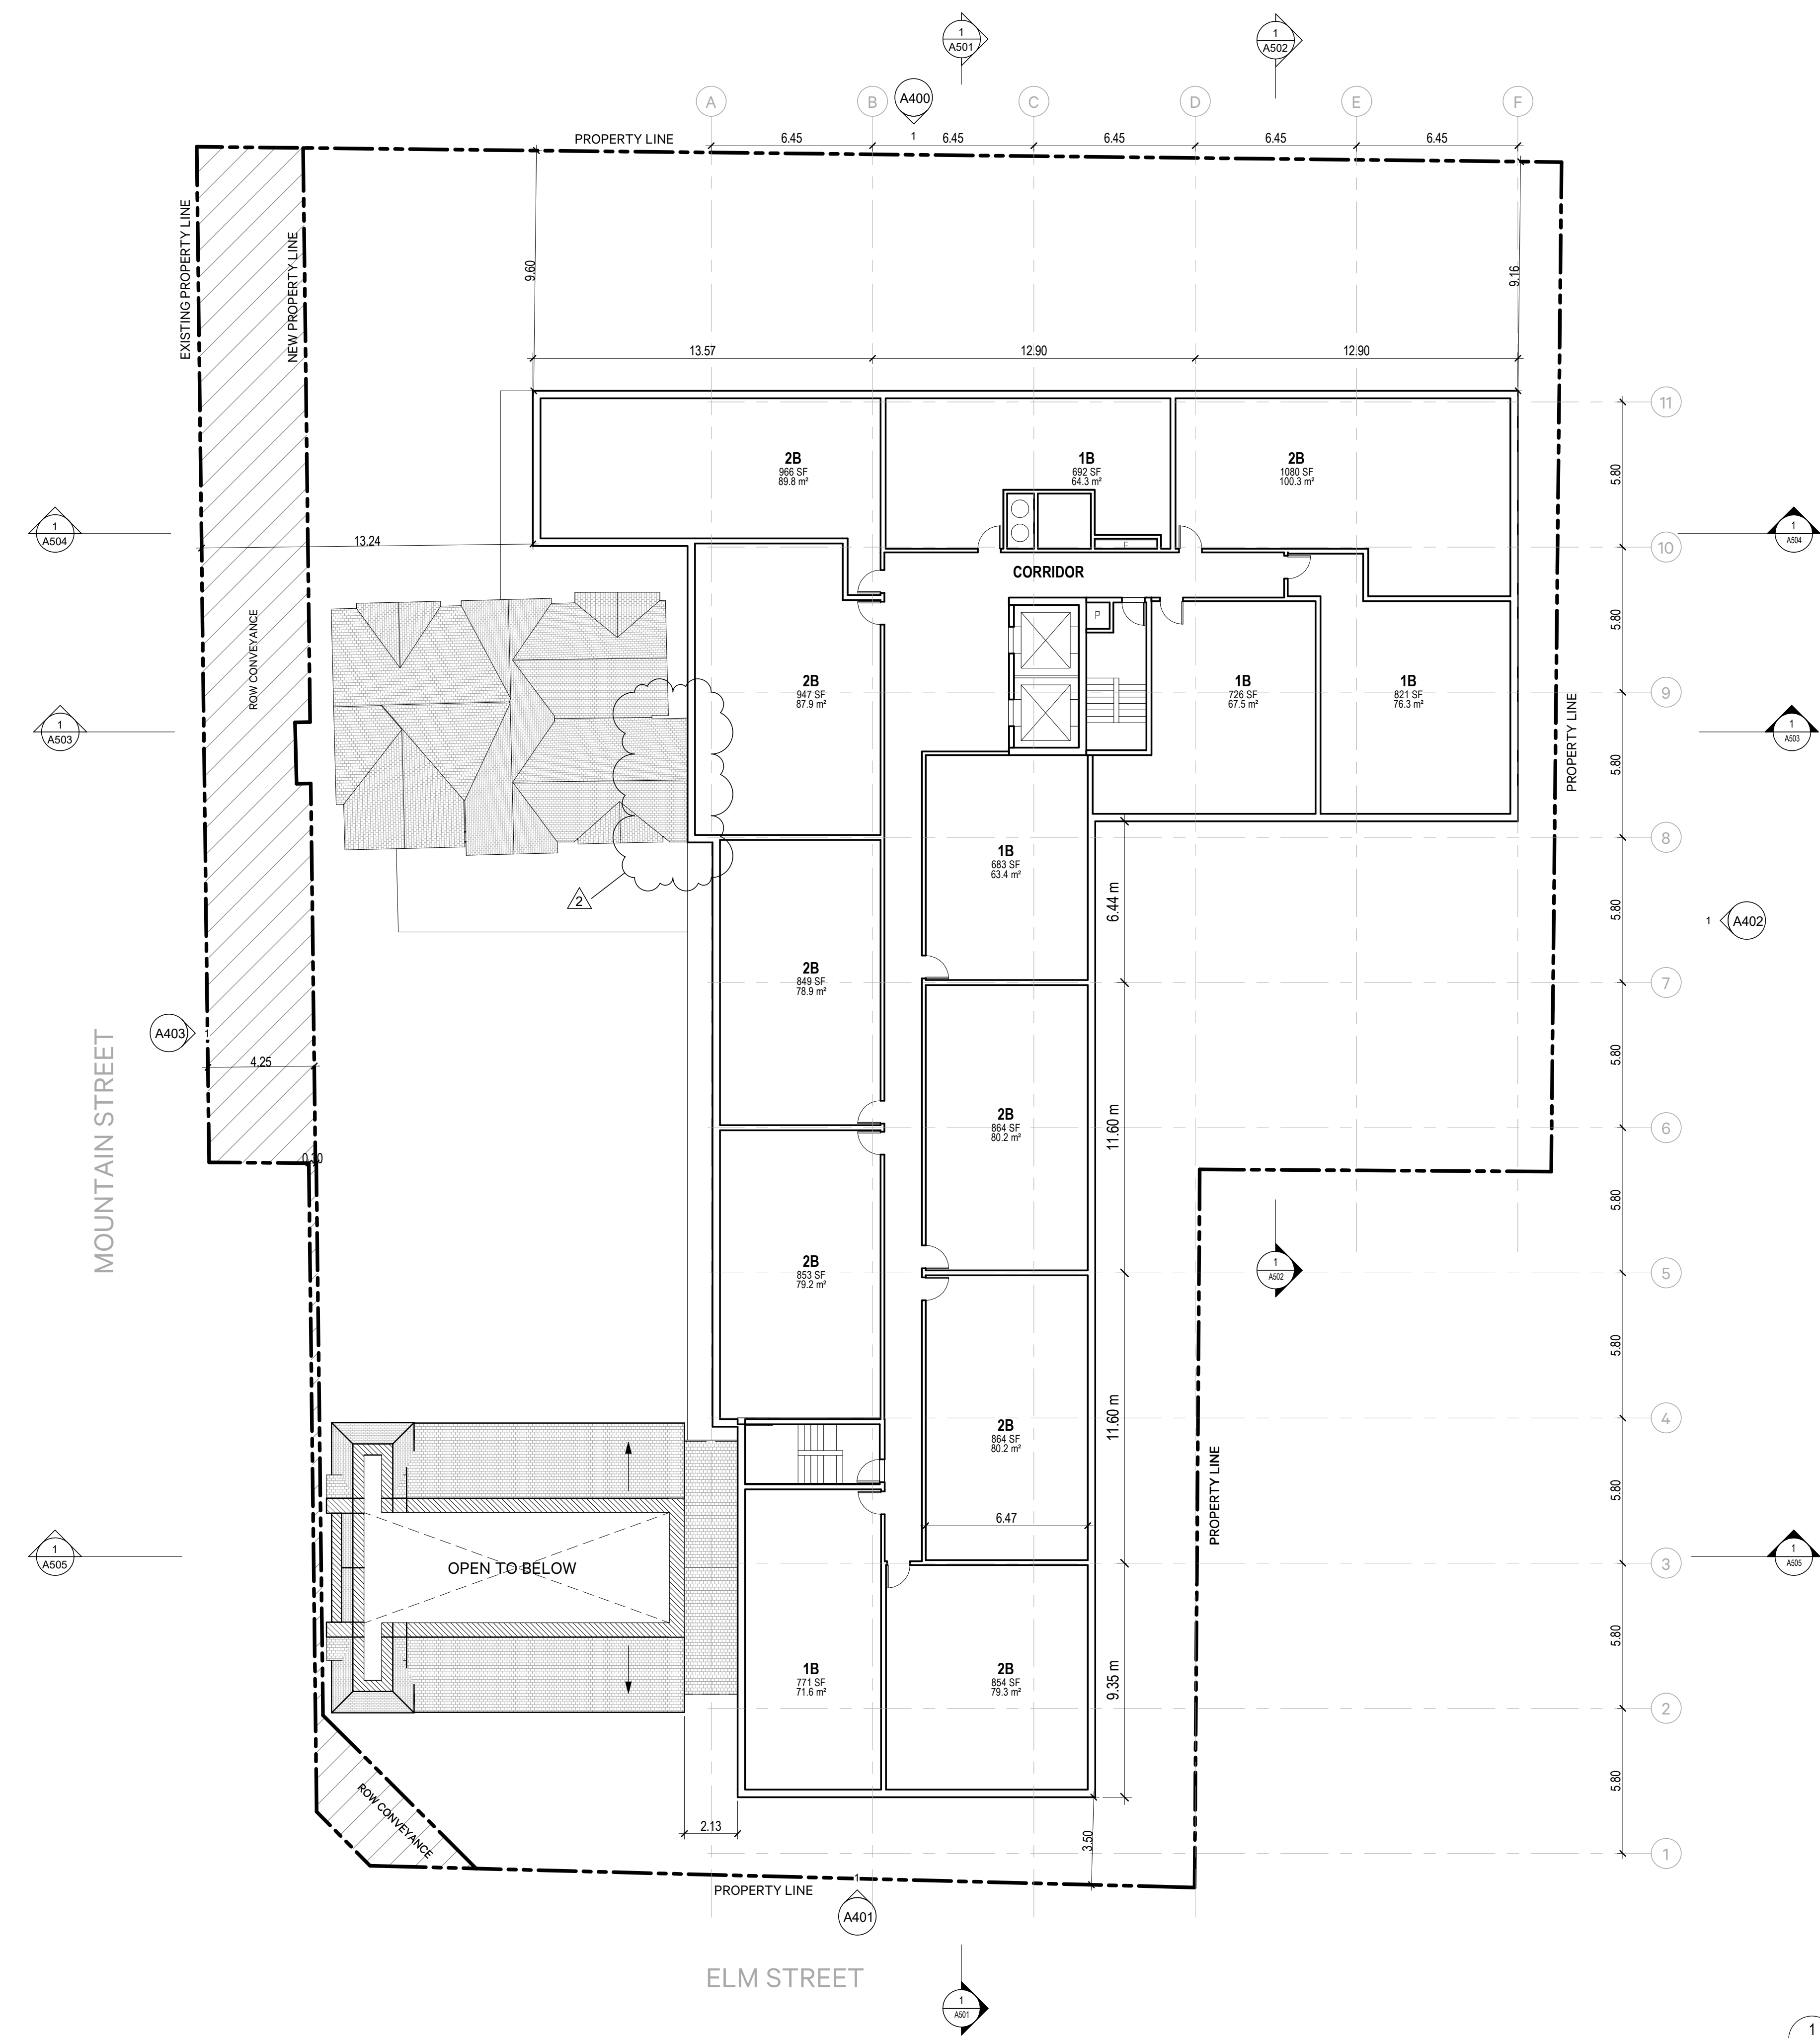 1
A501
1
A502
A
B
A400
1
C
D
E
F
PROPERTY LINE
6.45
6.45
6.45
6.45
6.45
EXISTING PROPERTY LINE
NEW PROPERTY LINE
9.60
9.16
13.57
12.90
12.90
11
2B
966 SF
89.8 m²
1B
692 SF
64.3 m²
2B
1080 SF
100.3 m²
5.80
1
A504
13.24
F
10
1
A504
CORRIDOR
P
5.80
ROW CONVEYANCE
2B
947 SF
87.9 m²
1B
726 SF
67.5 m²
1B
821 SF
76.3 m²
9
1
A503
PROPERTY LINE
1
A503
5.80
8
1B
683 SF
63.4 m²
2
6.44 m
5.80
1
A402
2B
849 SF
78.9 m²
7
A403
1
4.25
5.80
MOUNTAIN STREET
2B
864 SF
80.2 m²
11.60 m
6
0.30
5.80
2B
853 SF
79.2 m²
1
A502
5
5.80
11.60 m
4
2B
864 SF
80.2 m²
PROPERTY LINE
5.80
6.47
1
A505
OPEN TO BELOW
3
1
A505
5.80
1B
771 SF
71.6 m²
2B
854 SF
79.3 m²
9.35 m
2
5.80
ROW CONVEYANCE
2.13
3.50
1
PROPERTY LINE
1
A401
ELM STREET
1
A501
1